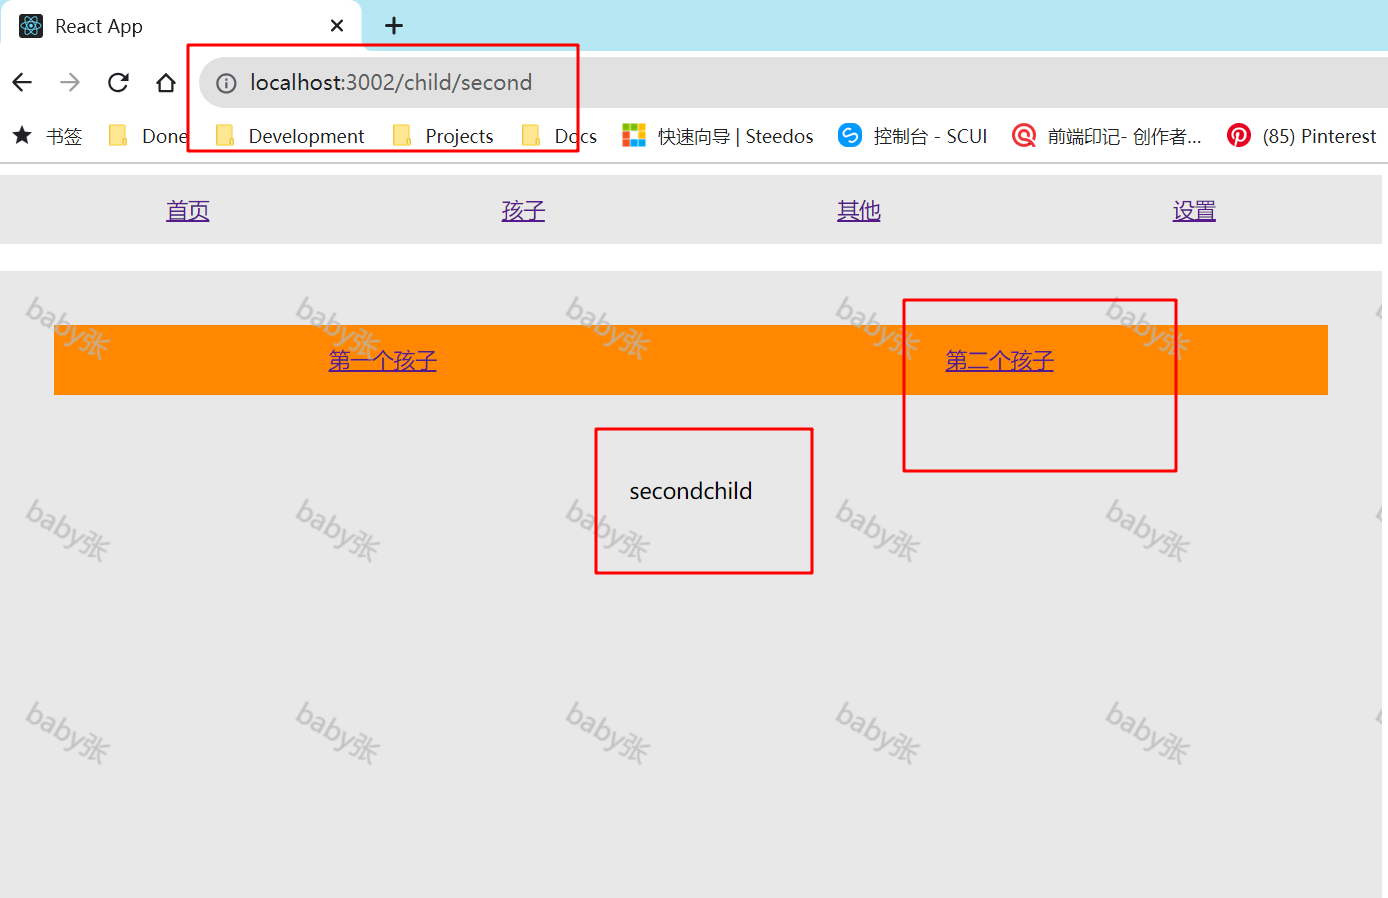 React App
localhost:3002/child/second
书签 Done Development Projects Docs 快速向导 | Steedos 控制台 - SCUI 前端印记- 创作者... (85) Pinterest
首页 孩子 其他 设置
baby张 baby张 baby张 baby张 baby张
第一个孩子 第二个孩子
secondchild
baby张 baby张 baby张 baby张 baby张
baby张 baby张 baby张 baby张 baby张